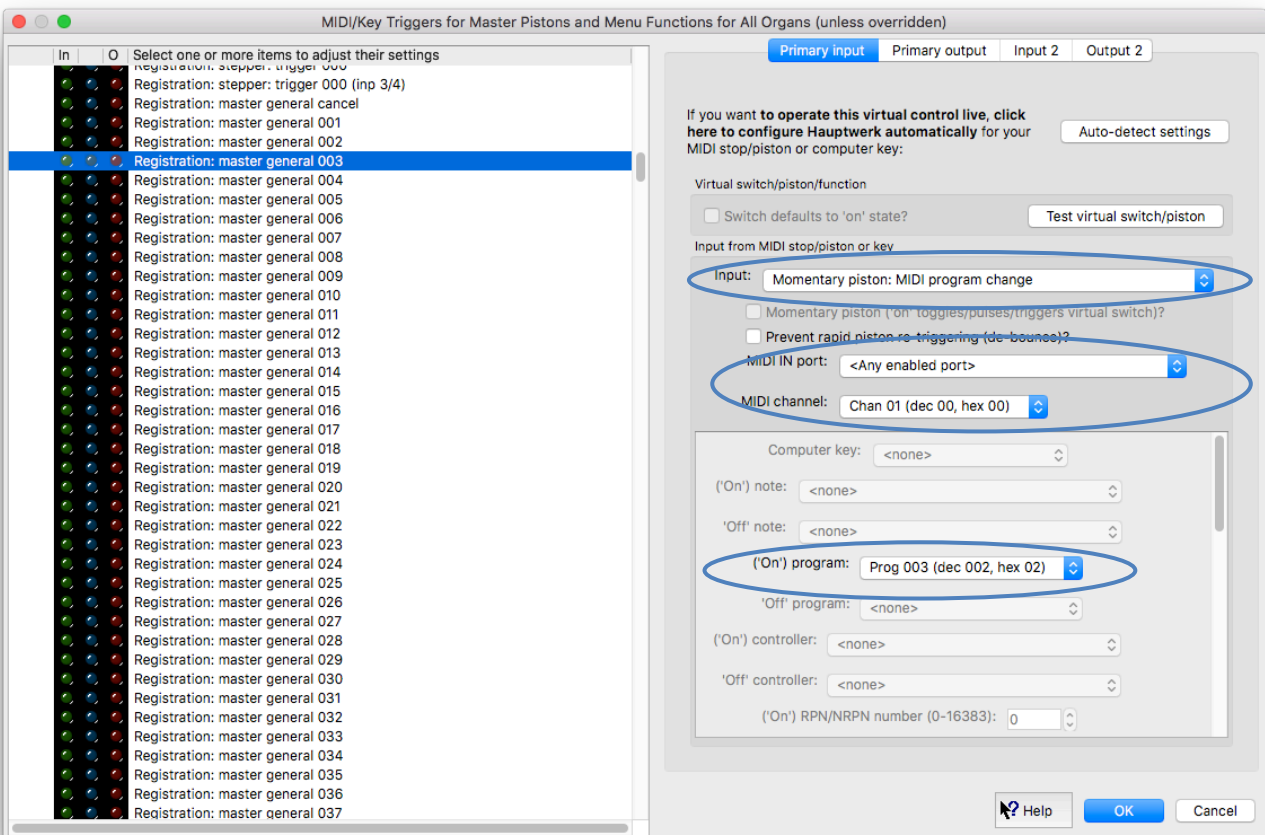 MIDI/Key Triggers for Master Pistons and Menu Functions for All Organs (unless overridden)
In O Select one or more items to adjust their settings
Registration: stepper: trigger 000
Registration: stepper: trigger 000 (inp 3/4)
Registration: master general cancel
Registration: master general 001
Registration: master general 002
Registration: master general 003
Registration: master general 004
Registration: master general 005
Registration: master general 006
Registration: master general 007
Registration: master general 008
Registration: master general 009
Registration: master general 010
Registration: master general 011
Registration: master general 012
Registration: master general 013
Registration: master general 014
Registration: master general 015
Registration: master general 016
Registration: master general 017
Registration: master general 018
Registration: master general 019
Registration: master general 020
Registration: master general 021
Registration: master general 022
Registration: master general 023
Registration: master general 024
Registration: master general 025
Registration: master general 026
Registration: master general 027
Registration: master general 028
Registration: master general 029
Registration: master general 030
Registration: master general 031
Registration: master general 032
Registration: master general 033
Registration: master general 034
Registration: master general 035
Registration: master general 036
Registration: master general 037
Primary input Primary output Input 2 Output 2
If you want to operate this virtual control live, click
here to configure Hauptwerk automatically for your
MIDI stop/piston or computer key:
Auto-detect settings
Virtual switch/piston/function
Switch defaults to 'on' state?
Test virtual switch/piston
Input from MIDI stop/piston or key
Input: Momentary piston: MIDI program change
Momentary piston ('on' toggles/pulses/triggers virtual switch)?
Prevent rapid piston re-triggering (de-bounce)?
MIDI IN port: <Any enabled port>
MIDI channel: Chan 01 (dec 00, hex 00)
Computer key: <none>
('On') note: <none>
'Off' note: <none>
('On') program: Prog 003 (dec 002, hex 02)
'Off' program: <none>
('On') controller: <none>
'Off' controller: <none>
('On') RPN/NRPN number (0-16383): 0
Help OK Cancel